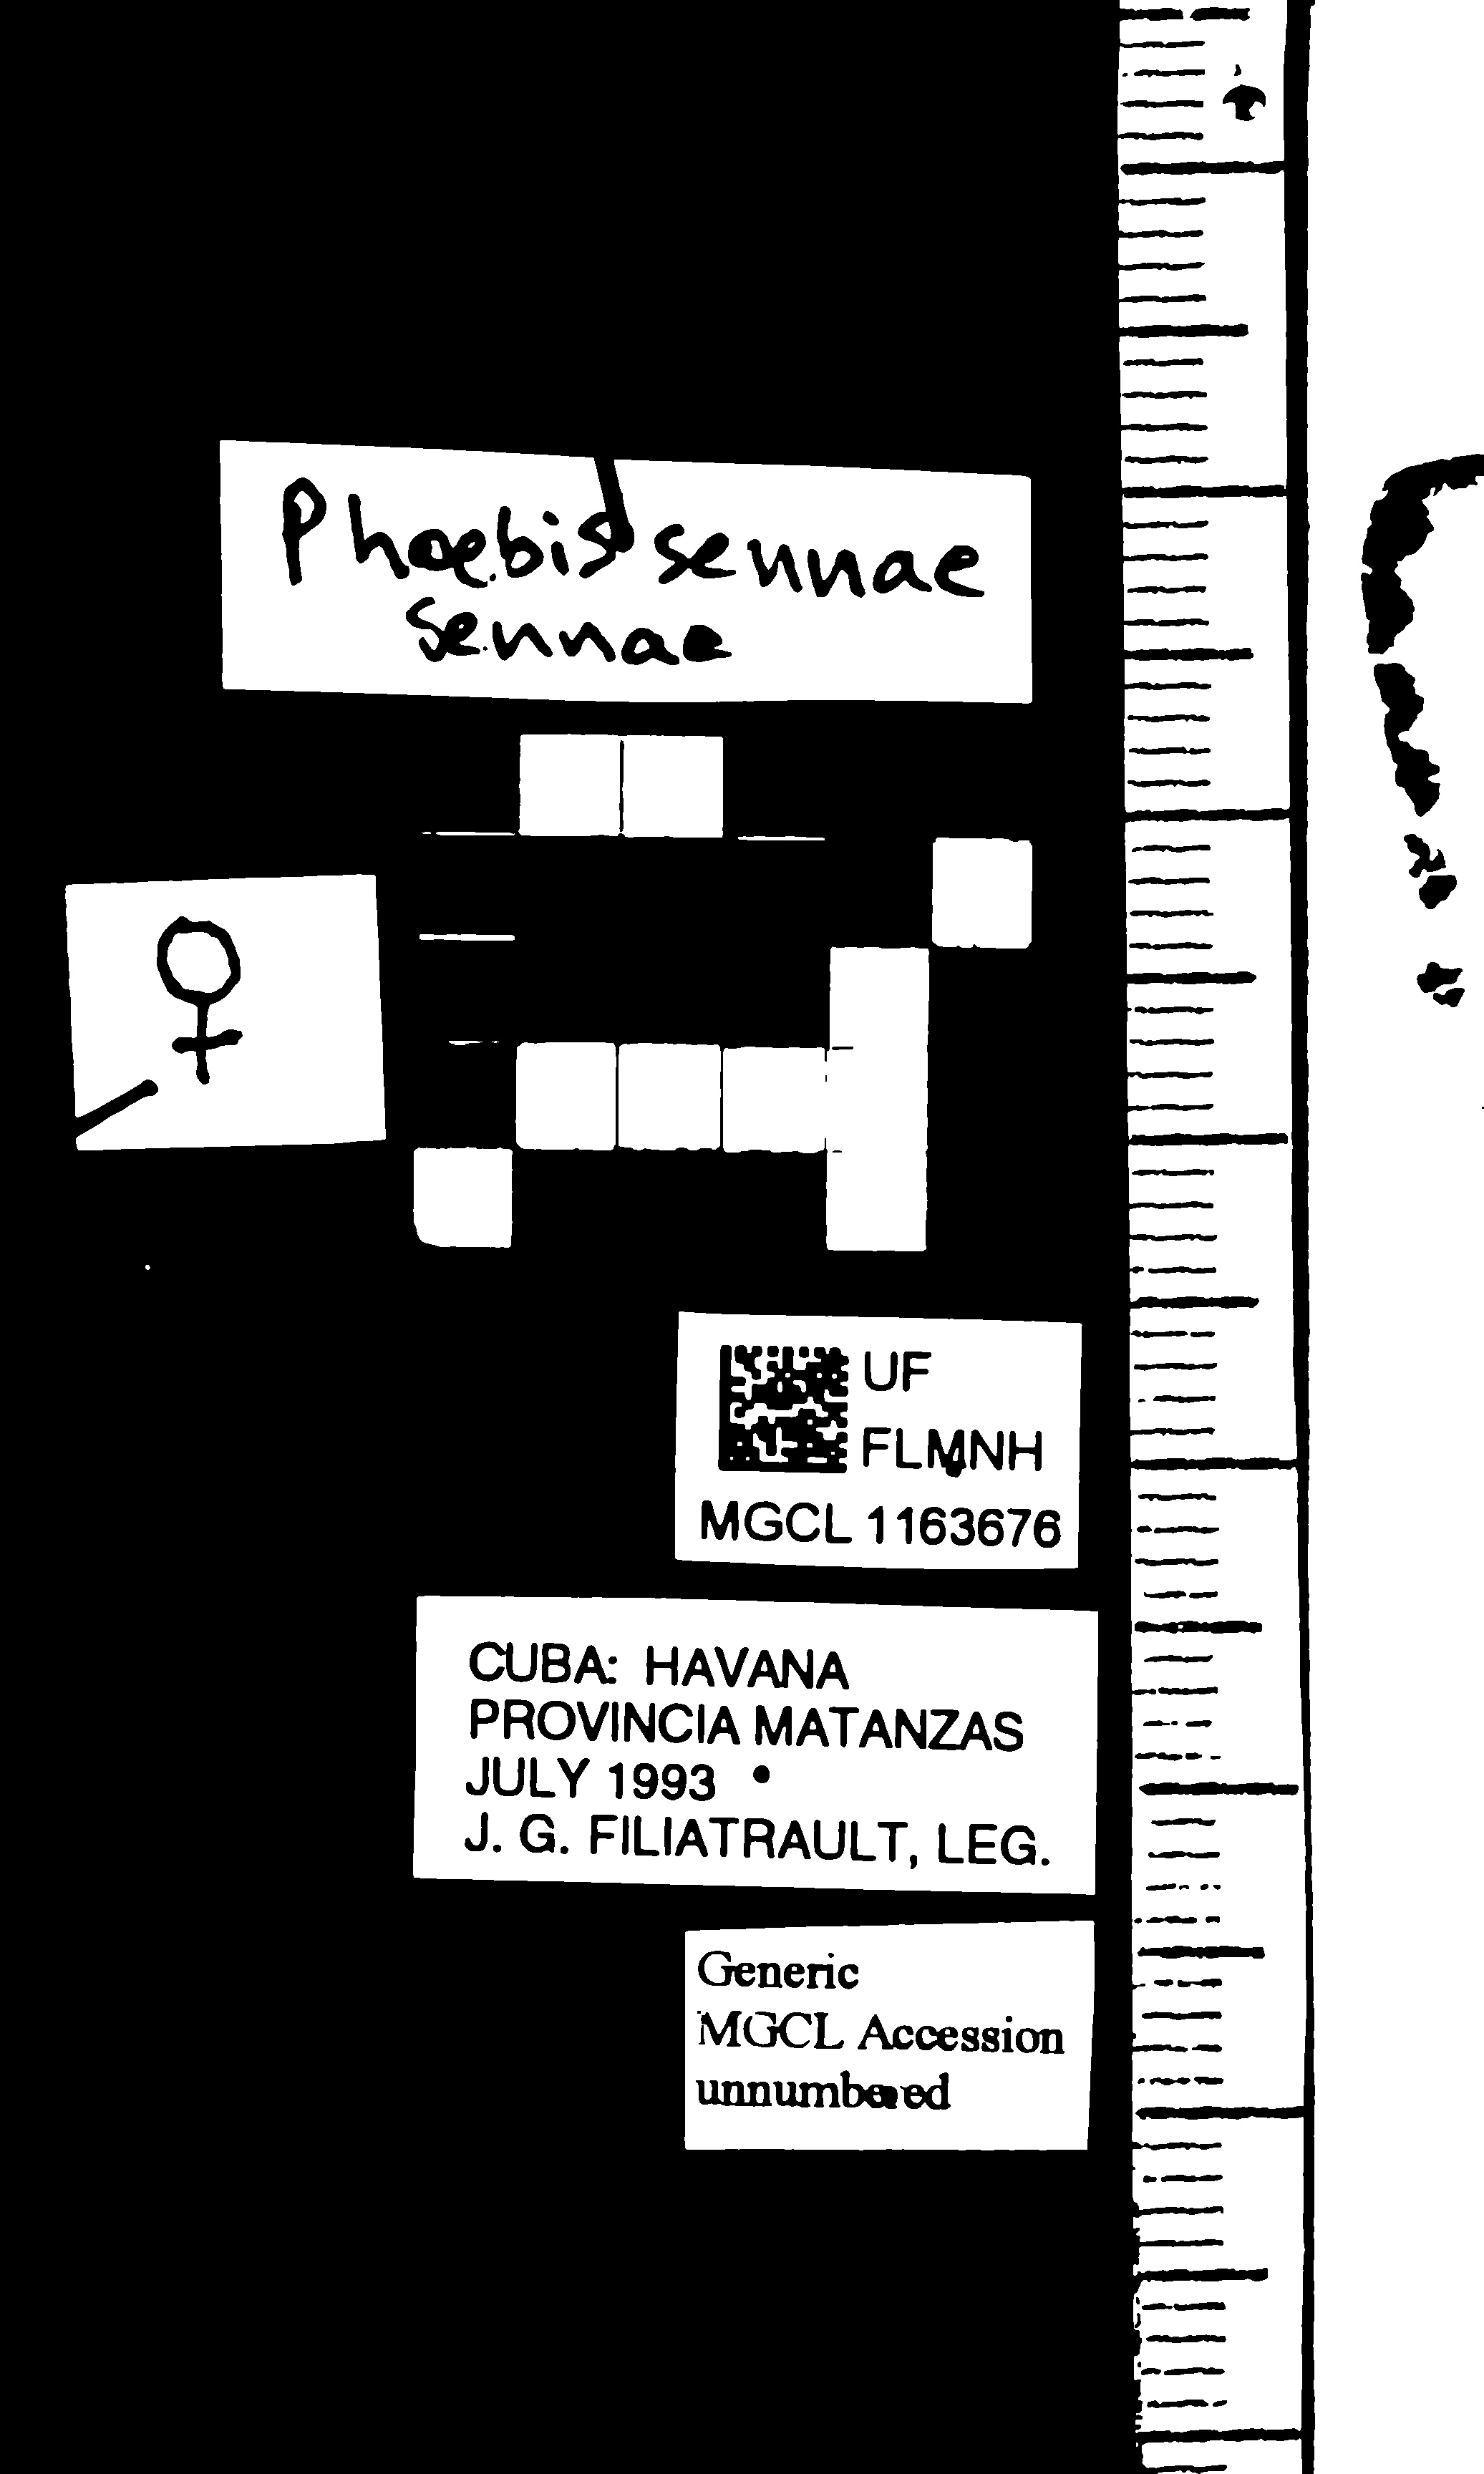 Phoebis sennae
sennae
♀
UF
FLMNH
MGCL 1163676
CUBA: HAVANA
PROVINCIA MATANZAS
JULY 1993
J. G. FILIATRAULT, LEG.
Generic
MGCL Accession
unnumbered